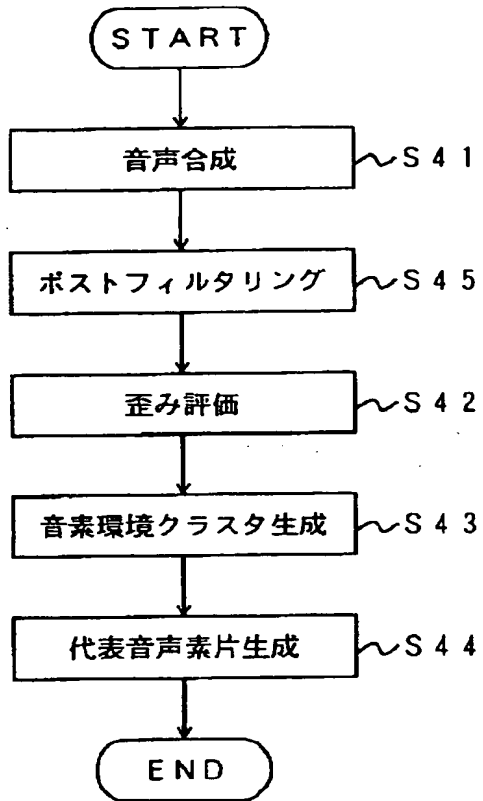 START
音声合成 S41
ポストフィルタリング S45
歪み評価 S42
音素環境クラスタ生成 S43
代表音声素片生成 S44
END